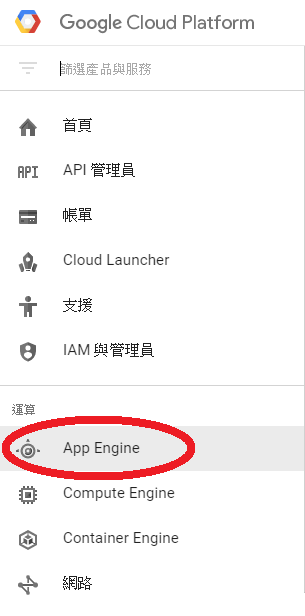 Google Cloud Platform
篩選產品與服務
首頁
API 管理員
帳單
Cloud Launcher
支援
IAM 與管理員
運算
App Engine
Compute Engine
Container Engine
網路